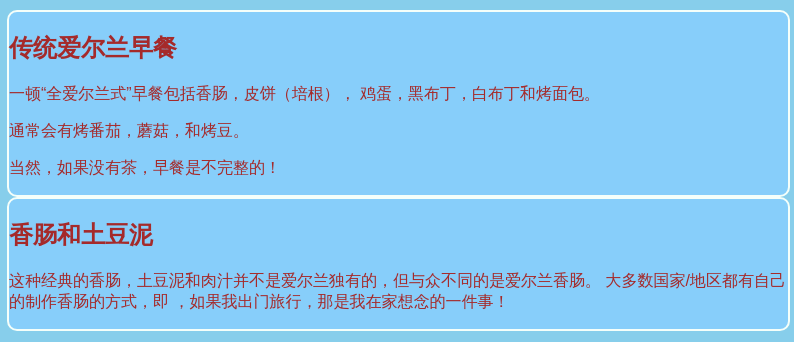 传统爱尔兰早餐
一顿“全爱尔兰式”早餐包括香肠，皮饼（培根）， 鸡蛋，黑布丁，白布丁和烤面包。
通常会有烤番茄，蘑菇，和烤豆。
当然，如果没有茶，早餐是不完整的！
香肠和土豆泥
这种经典的香肠，土豆泥和肉汁并不是爱尔兰独有的，但与众不同的是爱尔兰香肠。 大多数国家/地区都有自己
的制作香肠的方式，即 ，如果我出门旅行，那是我在家想念的一件事！